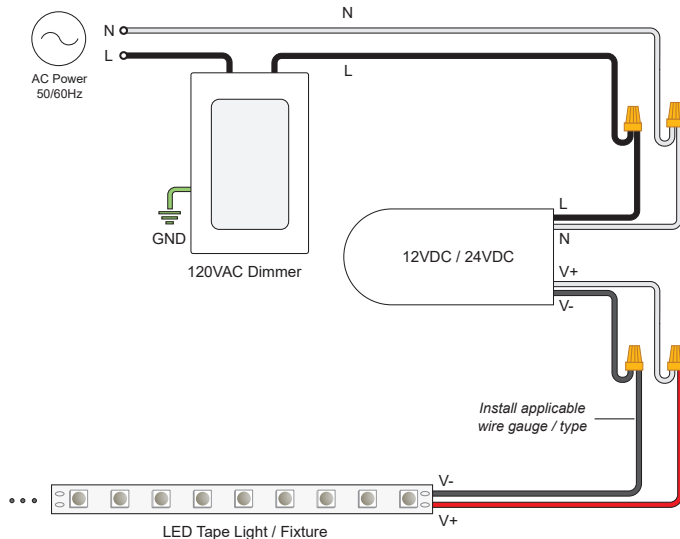 N
N
L
L
AC Power
50/60Hz
GND
120VAC Dimmer
L
N
12VDC / 24VDC
V+
V-
Install applicable
wire gauge / type
V-
V+
LED Tape Light / Fixture